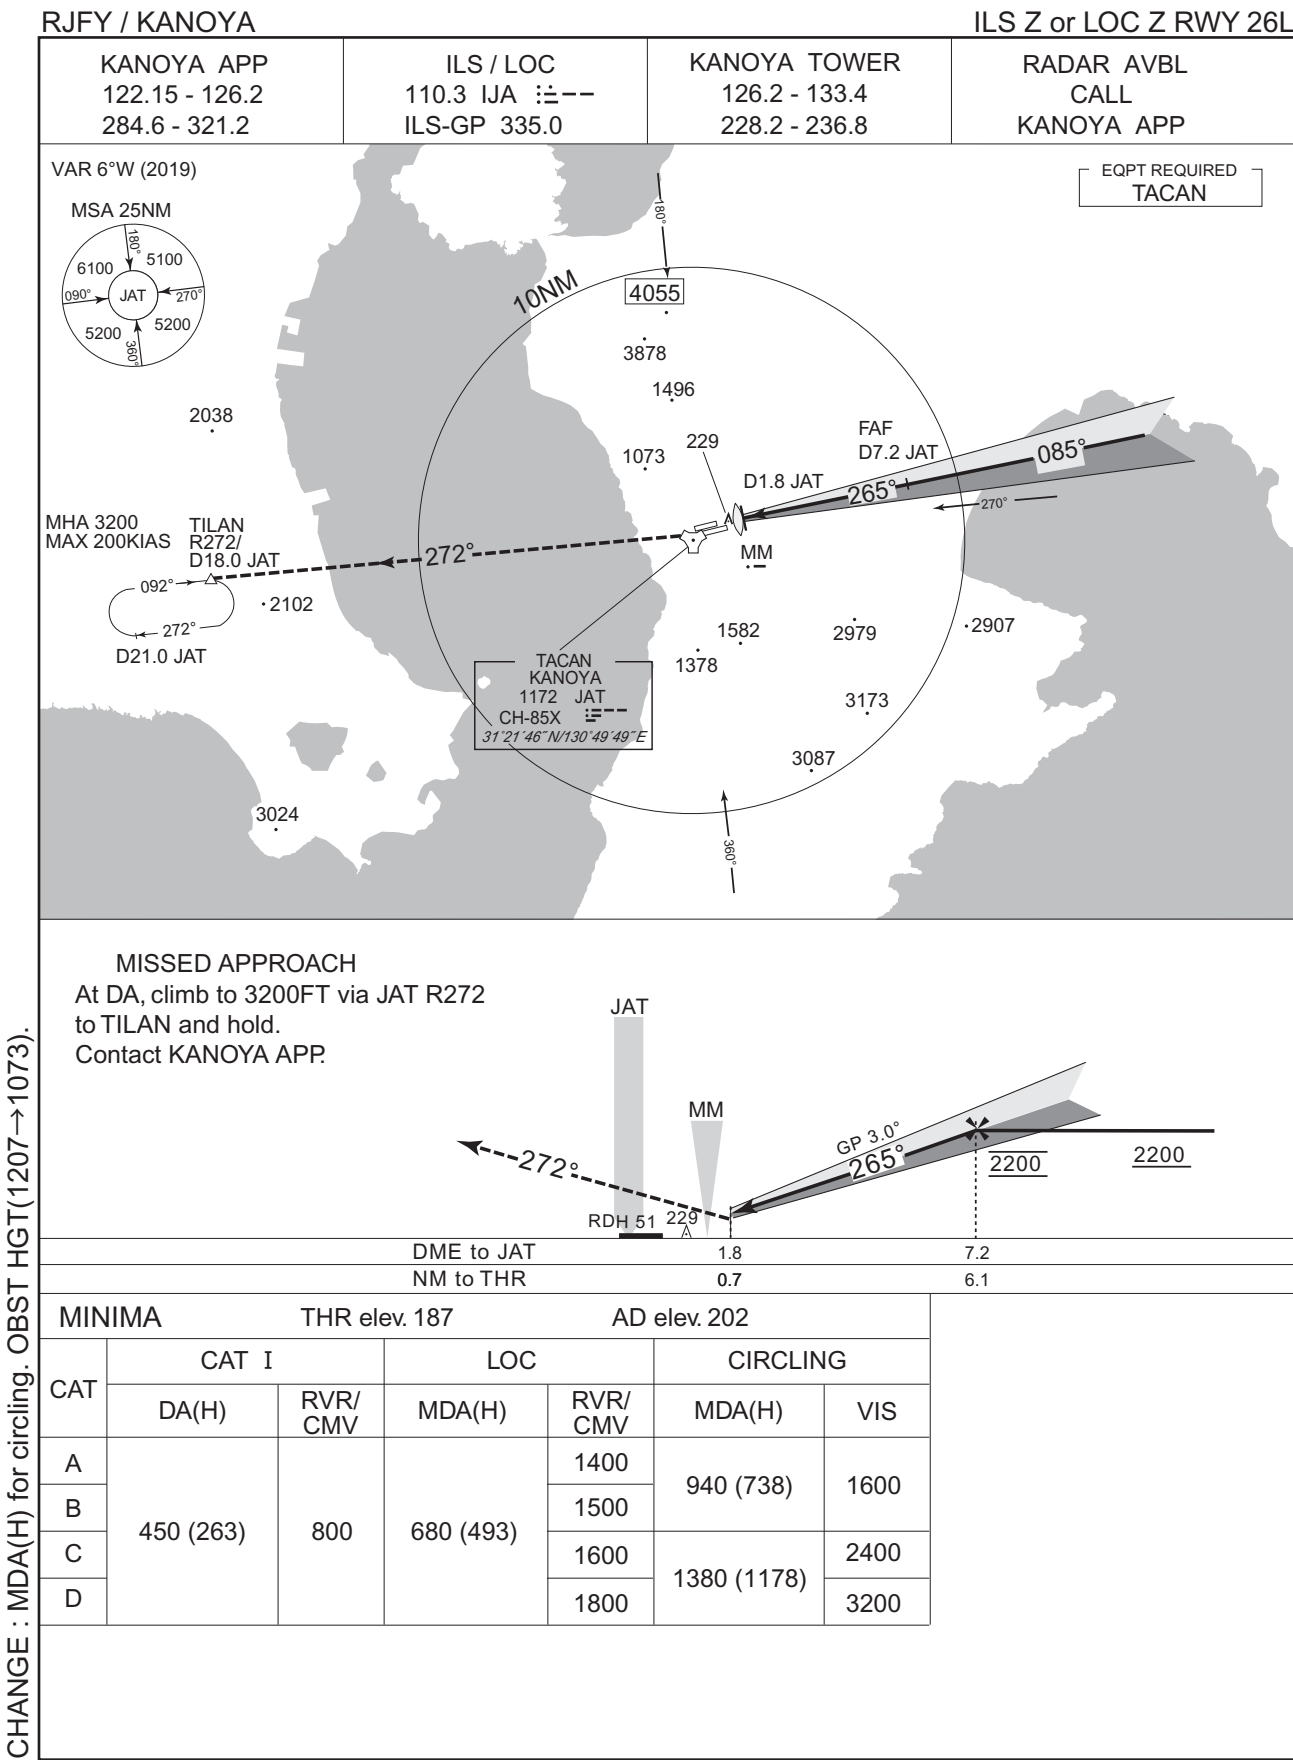 RJFY / KANOYA
ILS Z or LOC Z RWY 26L
KANOYA APP
122.15 - 126.2
284.6 - 321.2
ILS / LOC
110.3 IJA
ILS-GP 335.0
KANOYA TOWER
126.2 - 133.4
228.2 - 236.8
RADAR AVBL
CALL
KANOYA APP
VAR 6°W (2019)
EQPT REQUIRED
TACAN
MSA 25NM
180°
6100
5100
090°
JAT
270°
5200
5200
360°
180°
10NM
4055
3878
1496
2038
229
1073
FAF
D7.2 JAT
085°
D1.8 JAT
265°
270°
MHA 3200
MAX 200KIAS
TILAN
R272/
D18.0 JAT
272°
MM
092°
272°
D21.0 JAT
2102
1582
1378
2979
2907
TACAN
KANOYA
1172 JAT
CH-85X
31°21´46˝N/130°49´49˝E
3173
3087
3024
360°
MISSED APPROACH
At DA, climb to 3200FT via JAT R272
to TILAN and hold.
Contact KANOYA APP.
JAT
MM
GP 3.0°
265°
2200
2200
272°
RDH 51
229
DME to JAT 1.8 7.2
NM to THR 0.7 6.1
MINIMA THR elev. 187 AD elev. 202
CAT
CAT I
LOC
CIRCLING
DA(H)
RVR/
CMV
MDA(H)
RVR/
CMV
MDA(H)
VIS
A
B
C
D
450 (263)
800
680 (493)
1400
1500
1600
1800
940 (738)
1380 (1178)
1600
2400
3200
CHANGE : MDA(H) for circling. OBST HGT(1207→1073).